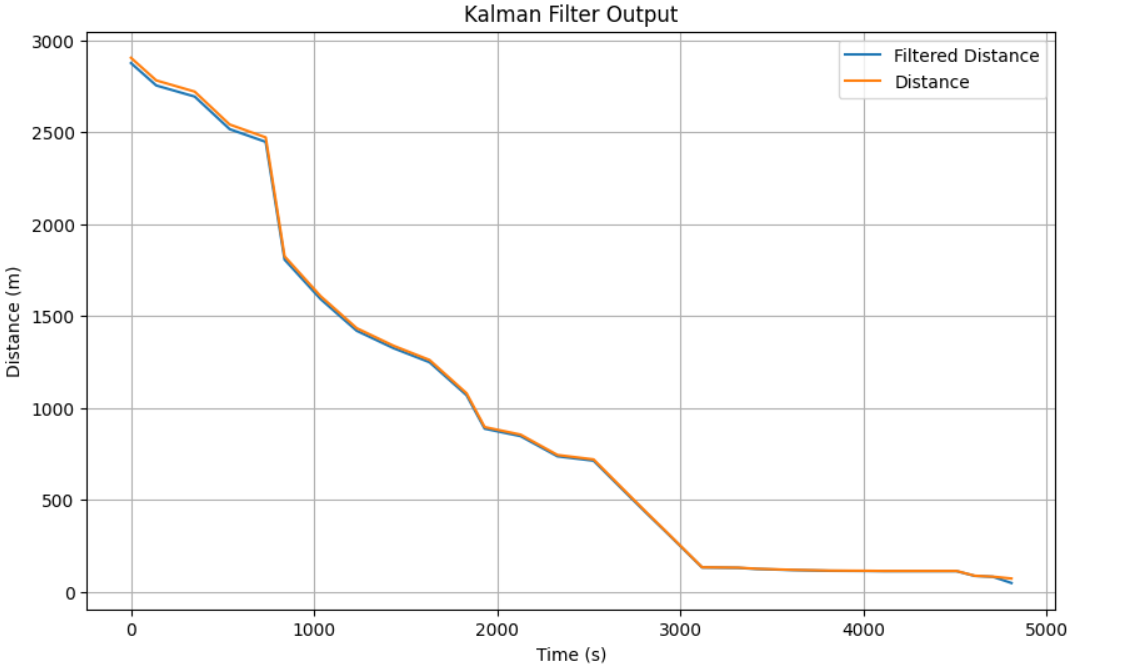 Kalman Filter Output
Filtered Distance
Distance
3000
2500
2000
1500
1000
500
0
Distance (m)
0 1000 2000 3000 4000 5000
Time (s)